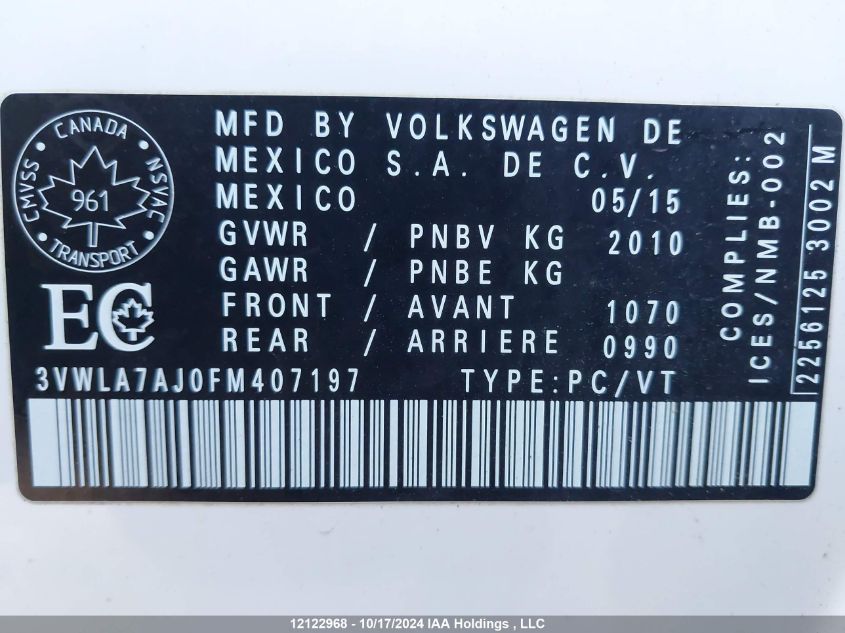 CANADA
CMVSS
NSVAC
961
TRANSPORT
EC
MFD BY VOLKSWAGEN DE
MEXICO S.A. DE C.V.
MEXICO 05/15
GVWR / PNBV KG 2010
GAWR / PNBE KG
FRONT / AVANT 1070
REAR / ARRIERE 0990
3VWLA7AJ0FM407197 TYPE:PC/VT
COMPLIES:
ICES/NMB-002
2256125 3002 M
12122968 - 10/17/2024 IAA Holdings , LLC